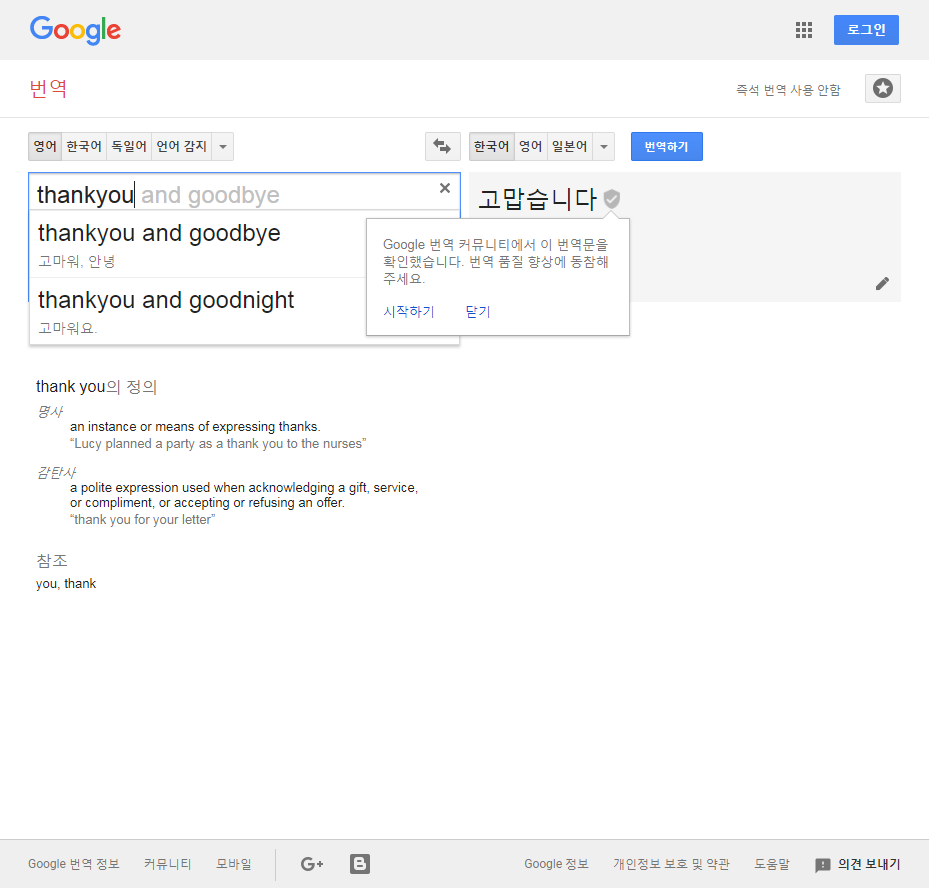 Google
로그인
번역
즉석 번역 사용 안함
영어 한국어 독일어 언어 감지
한국어 영어 일본어
번역하기
thankyou and goodbye
thankyou and goodbye
고마워, 안녕
thankyou and goodnight
고마워요.
고맙습니다
Google 번역 커뮤니티에서 이 번역문을
확인했습니다. 번역 품질 향상에 동참해
주세요.
시작하기 닫기
thank you의 정의
명사
an instance or means of expressing thanks.
“Lucy planned a party as a thank you to the nurses”
감탄사
a polite expression used when acknowledging a gift, service,
or compliment, or accepting or refusing an offer.
“thank you for your letter”
참조
you, thank
Google 번역 정보 커뮤니티 모바일 G+ B Google 정보 개인정보 보호 및 약관 도움말 의견 보내기